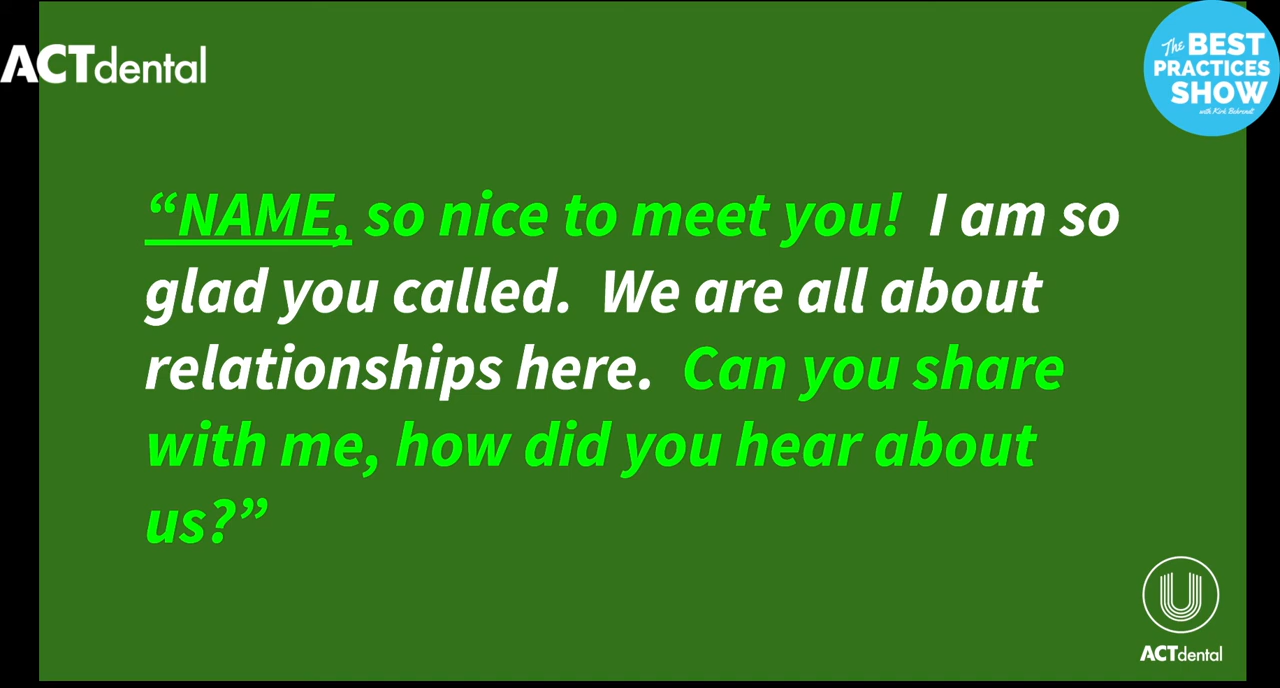 ACTdental
The BEST
PRACTICES
SHOW
with Kirk Behrendt
“NAME, so nice to meet you!  I am so
glad you called.  We are all about
relationships here.  Can you share
with me, how did you hear about
us?”
U
ACTdental